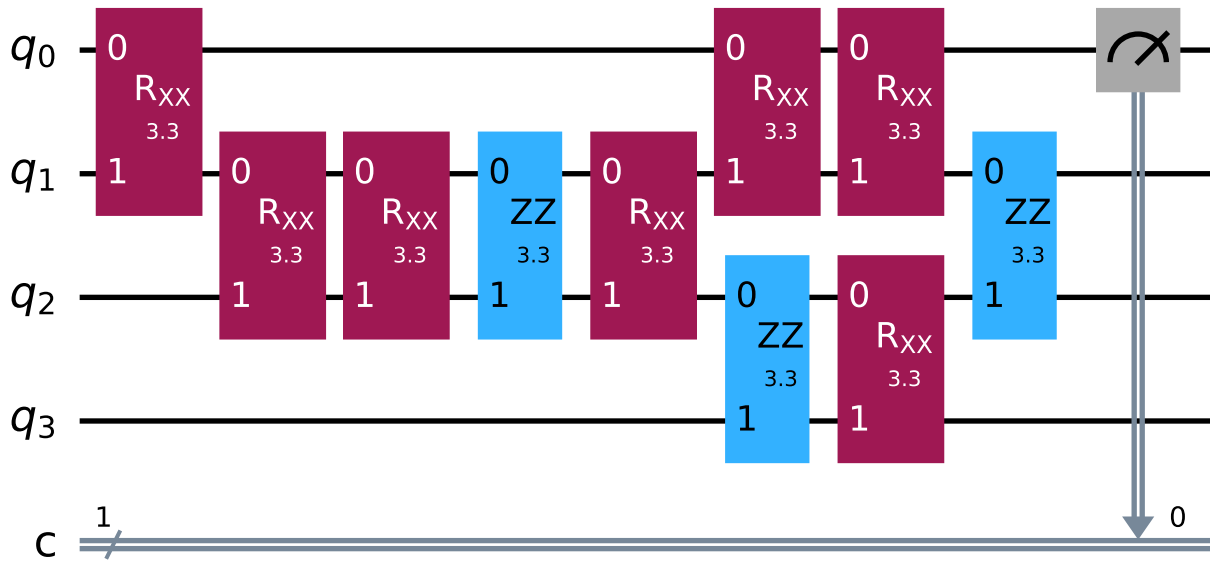 q0 0 0 0
RXX RXX RXX
3.3 3.3 3.3
q1 1 0 0 0 0 1 1 0
RXX RXX ZZ RXX ZZ
3.3 3.3 3.3 3.3 3.3
q2 1 1 1 1 0 0 1
ZZ RXX
3.3 3.3
q3 1 1
1 0
c